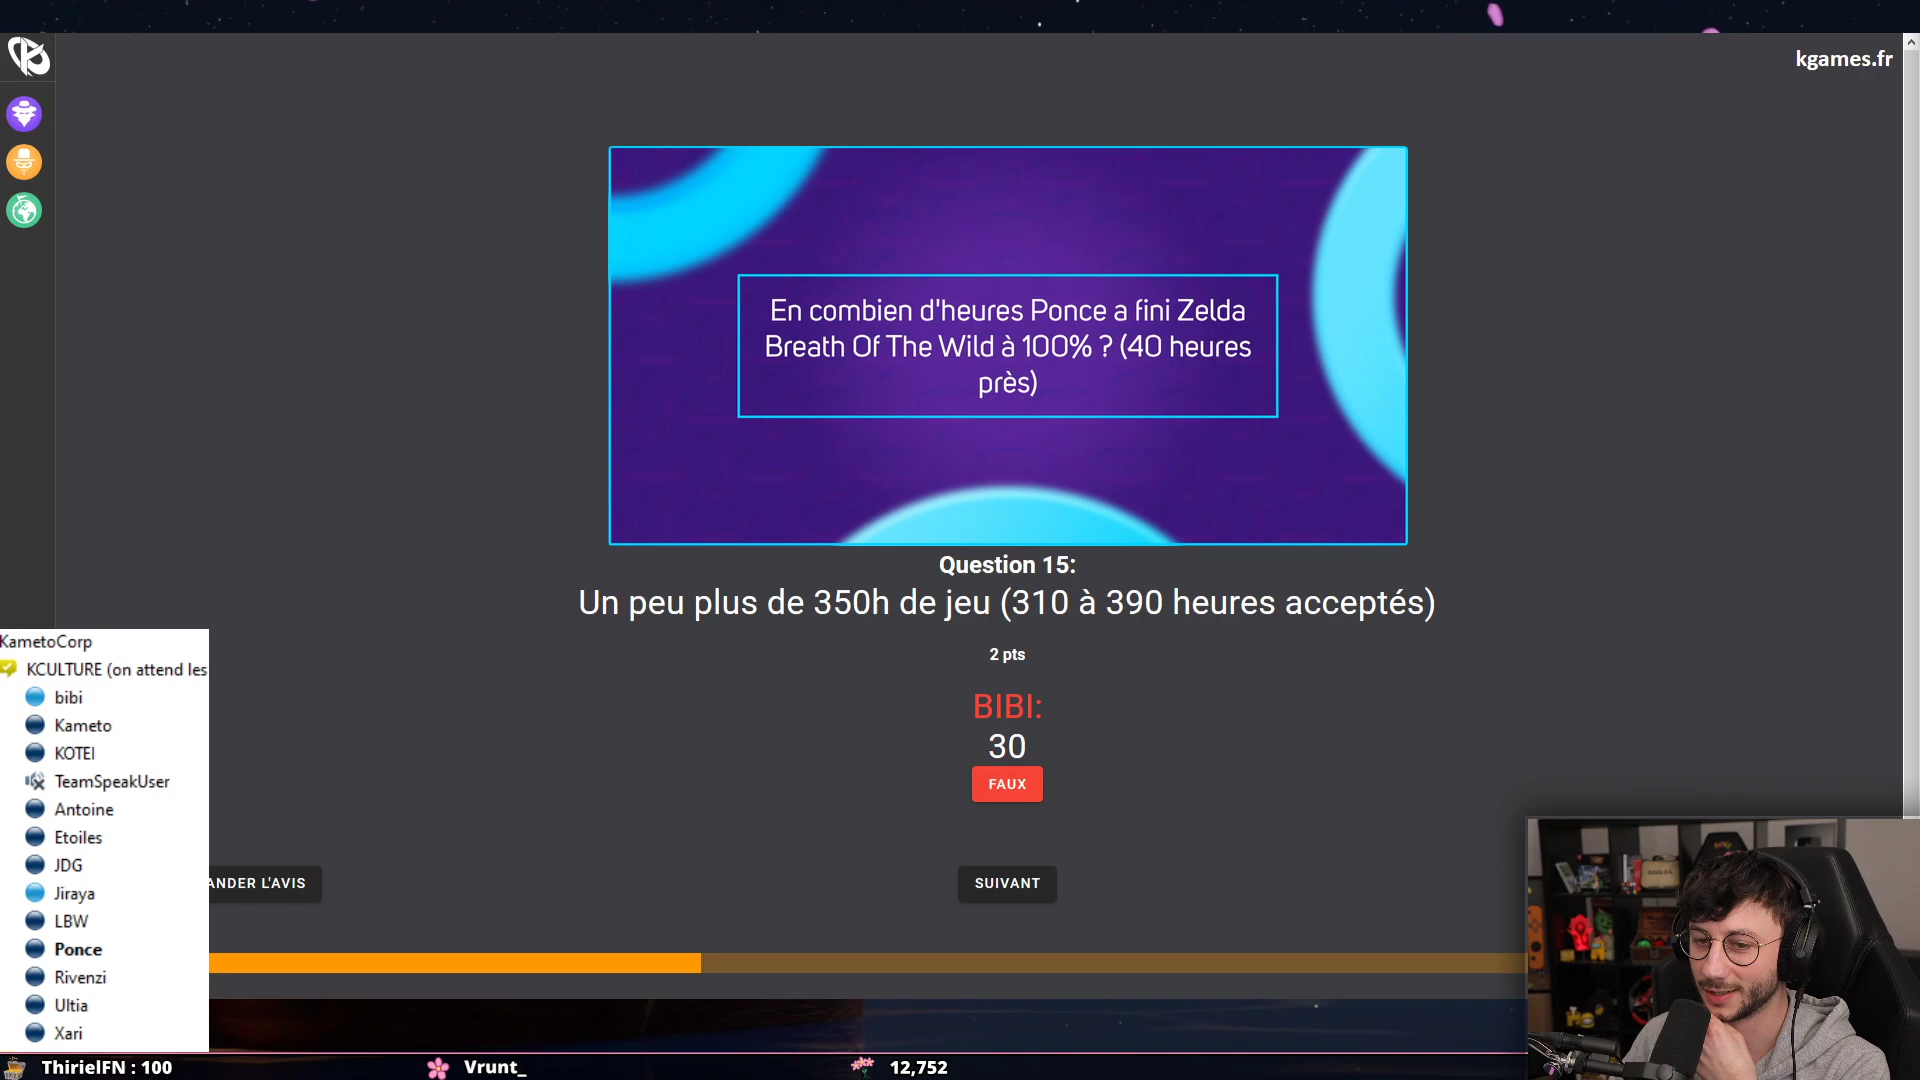 kgames.fr
En combien d'heures Ponce a fini Zelda
Breath Of The Wild à 100% ? (40 heures
près)
Question 15:
Un peu plus de 350h de jeu (310 à 390 heures acceptés)
2 pts
BIBI:
30
FAUX
ANDER L'AVIS
SUIVANT
KametoCorp
KCULTURE (on attend les
bibi
Kameto
KOTEI
TeamSpeakUser
Antoine
Etoiles
JDG
Jiraya
LBW
Ponce
Rivenzi
Ultia
Xari
ThirielFN : 100
Vrunt_
12,752